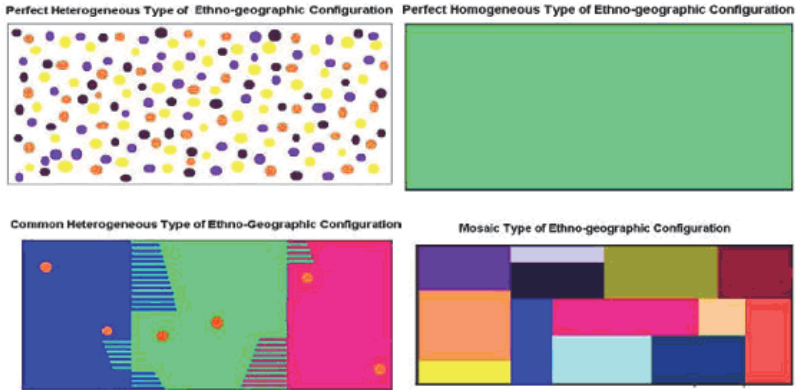 Perfect Heterogeneous Type of Ethno-geographic Configuration
Perfect Homogeneous Type of Ethno-geographic Configuration
Common Heterogeneous Type of Ethno-Geographic Configuration
Mosaic Type of Ethno-geographic Configuration